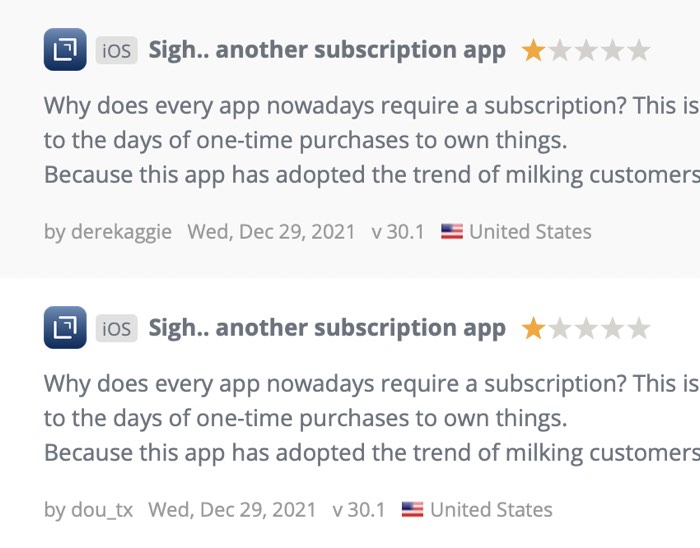 iOS Sigh.. another subscription app
Why does every app nowadays require a subscription? This is
to the days of one-time purchases to own things.
Because this app has adopted the trend of milking customers
by derekaggie Wed, Dec 29, 2021 v 30.1 United States
iOS Sigh.. another subscription app
Why does every app nowadays require a subscription? This is
to the days of one-time purchases to own things.
Because this app has adopted the trend of milking customers
by dou_tx Wed, Dec 29, 2021 v 30.1 United States